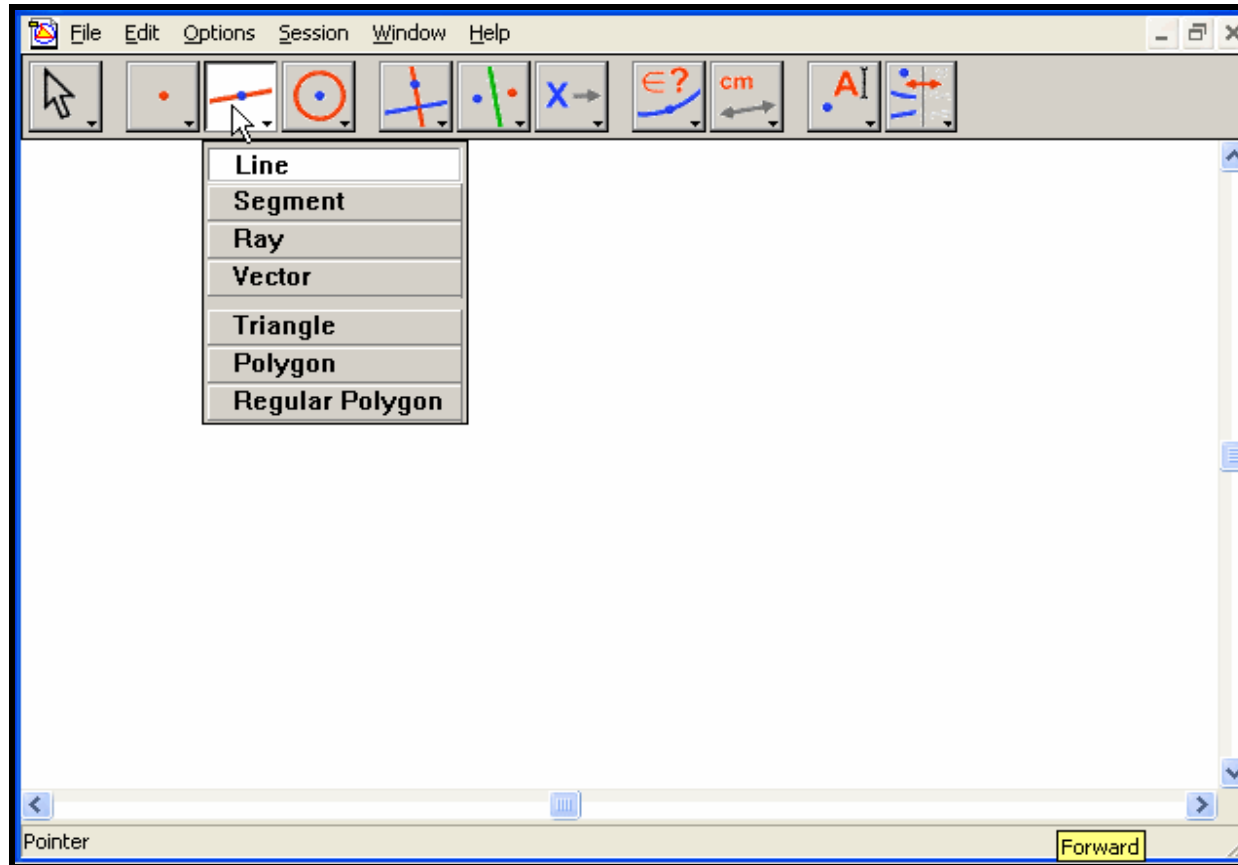 File Edit Options Session Window Help
X ∈? cm A
Line
Segment
Ray
Vector
Triangle
Polygon
Regular Polygon
Pointer
Forward